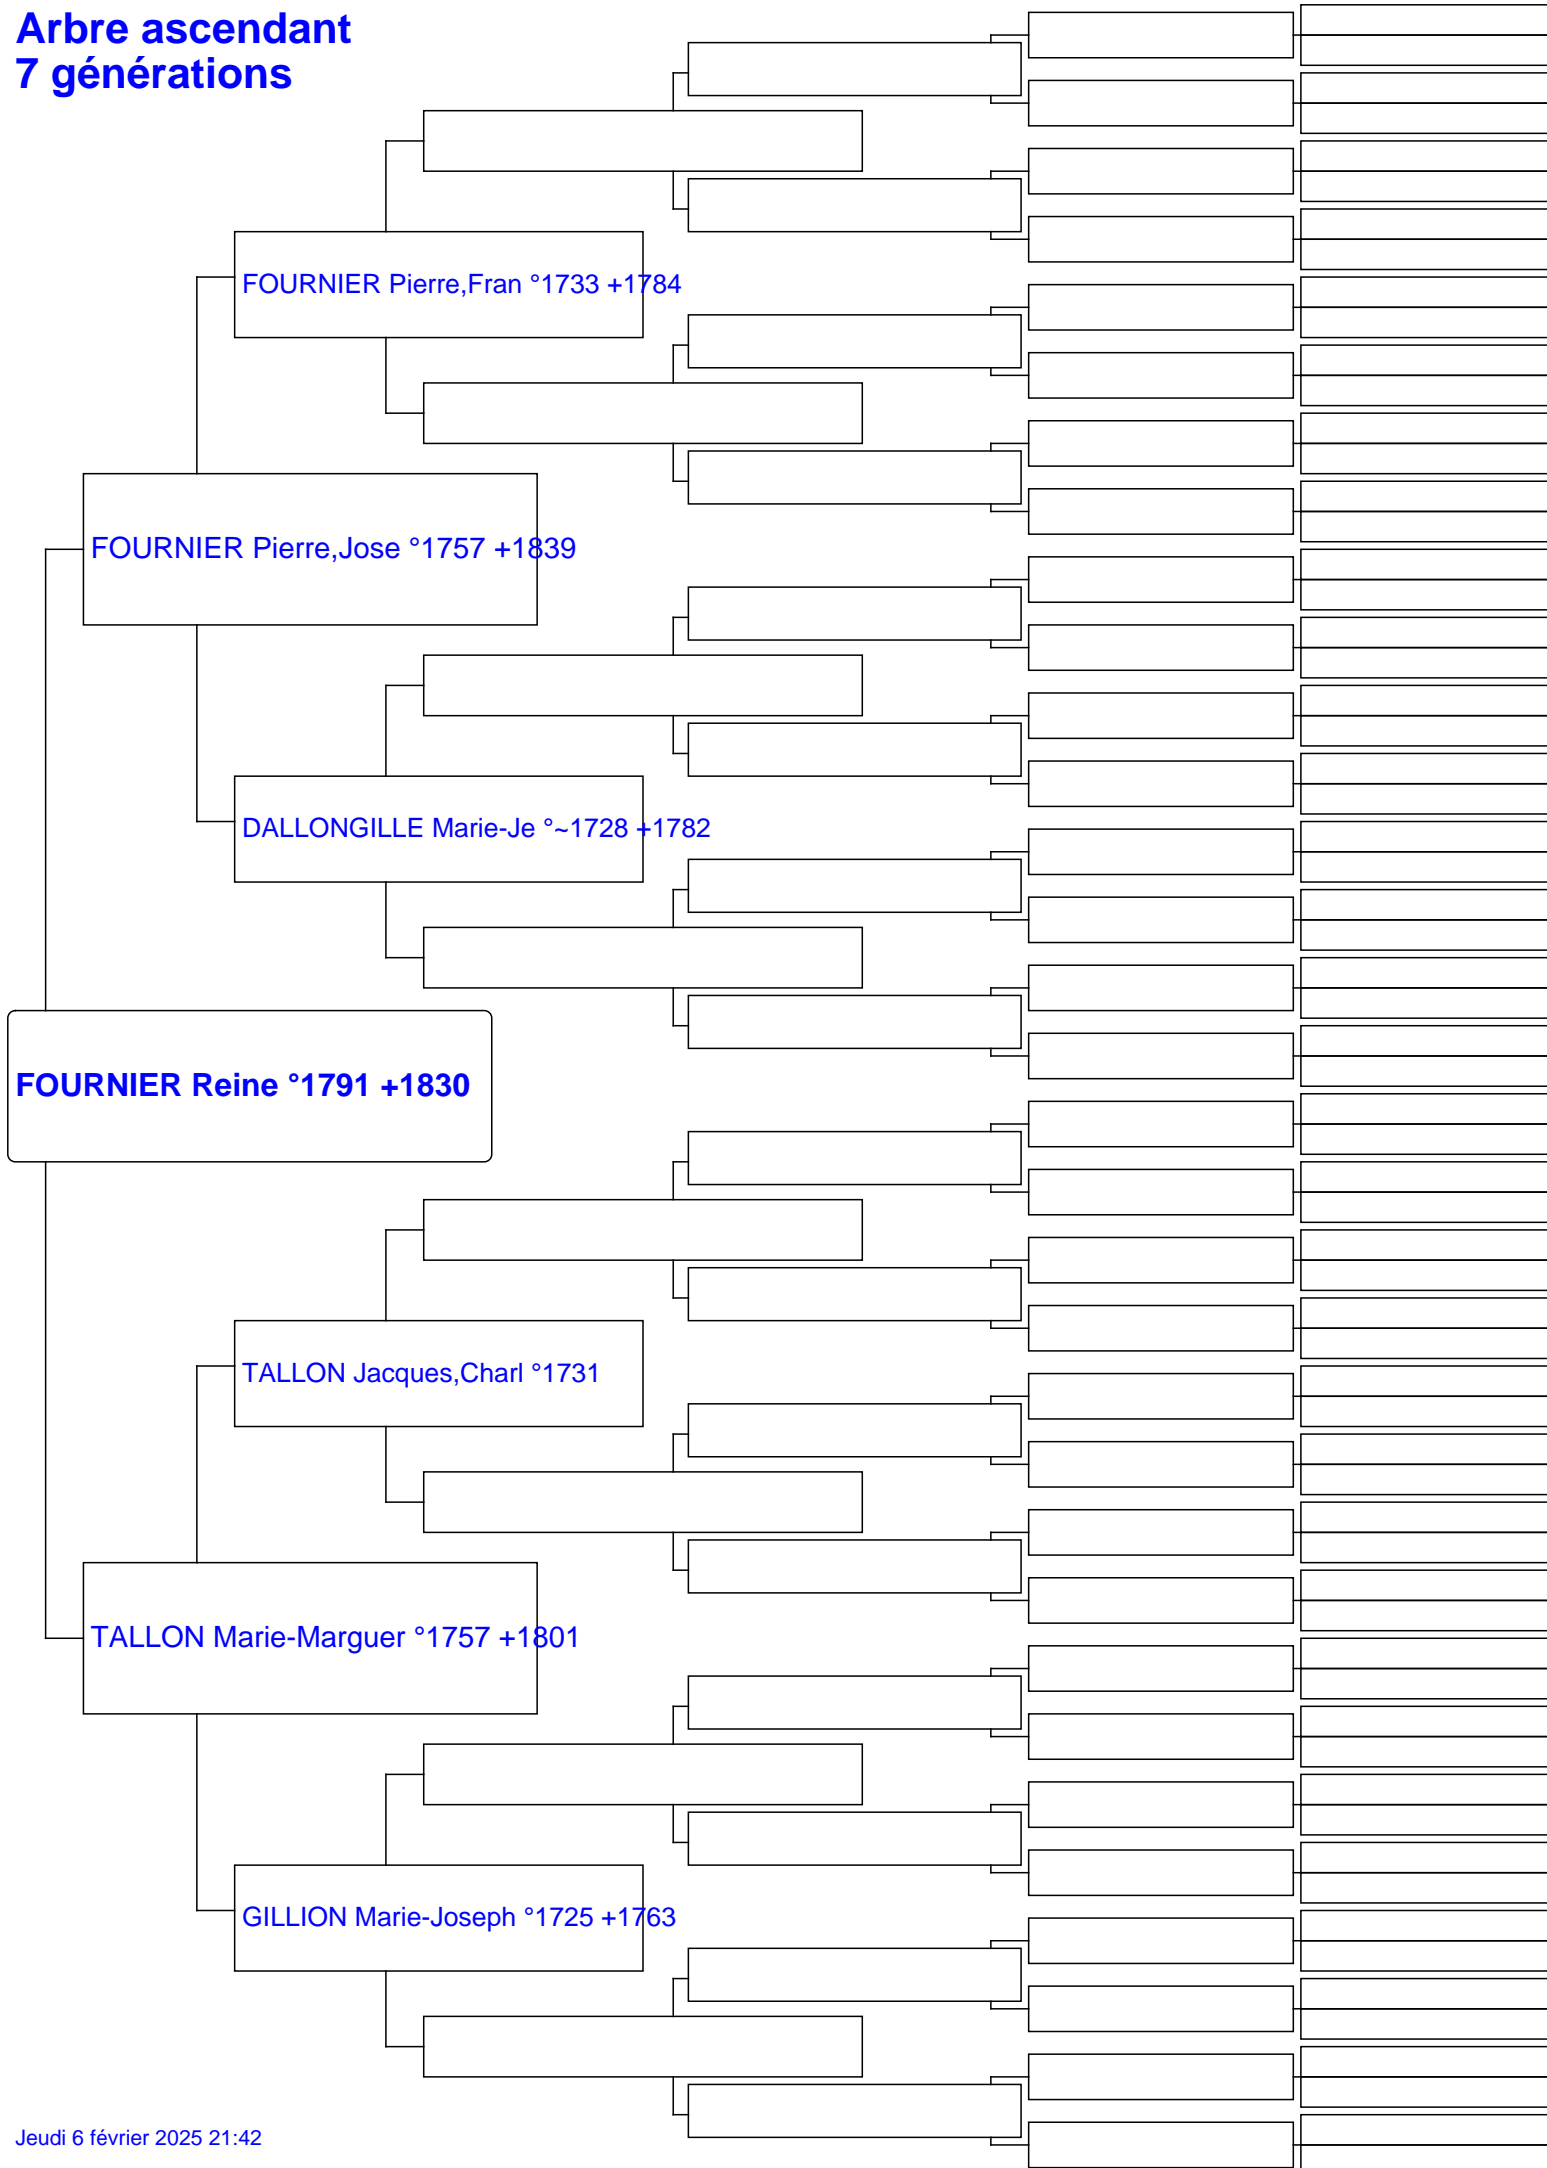 Arbre ascendant
7 générations
FOURNIER Pierre,Fran °1733 +1784
FOURNIER Pierre,Jose °1757 +1839
DALLONGILLE Marie-Je °~1728 +1782
FOURNIER Reine °1791 +1830
TALLON Jacques,Charl °1731
TALLON Marie-Marguer °1757 +1801
GILLION Marie-Joseph °1725 +1763
Jeudi 6 février 2025 21:42